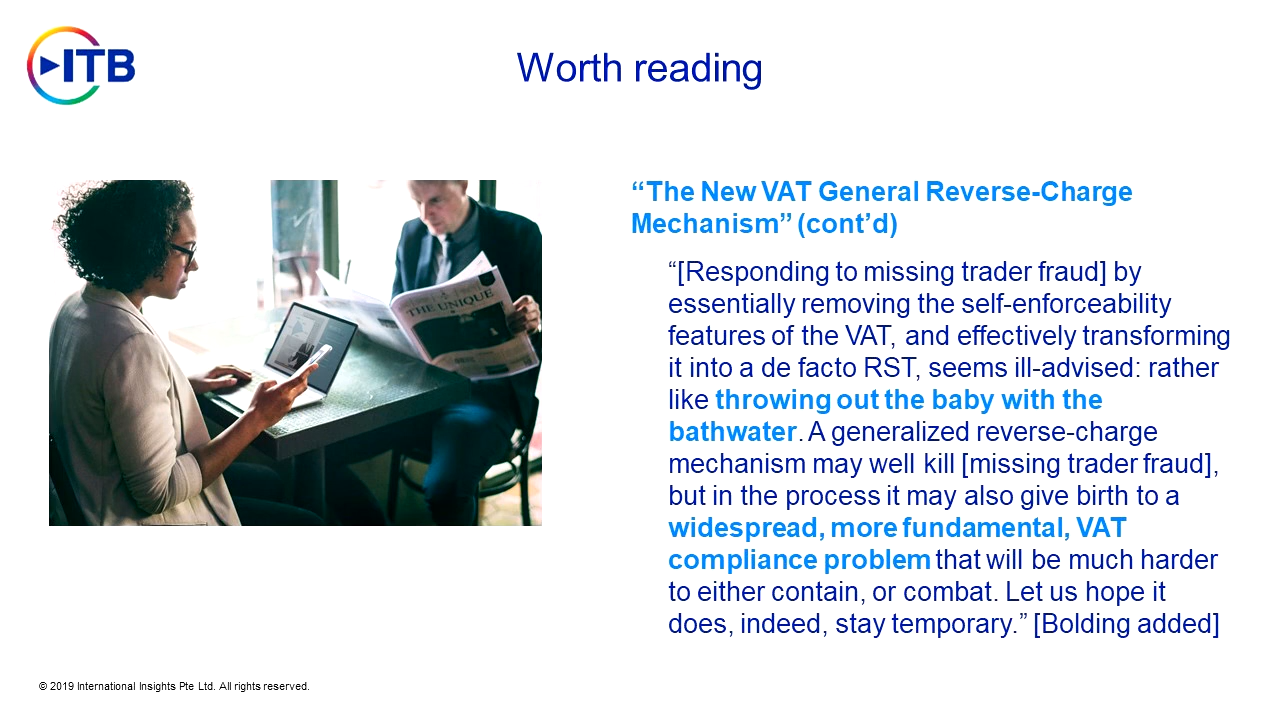 ITB
Worth reading
THE UNIQUE
“The New VAT General Reverse-Charge
Mechanism” (cont’d)
“[Responding to missing trader fraud] by
essentially removing the self-enforceability
features of the VAT, and effectively transforming
it into a de facto RST, seems ill-advised: rather
like throwing out the baby with the
bathwater. A generalized reverse-charge
mechanism may well kill [missing trader fraud],
but in the process it may also give birth to a
widespread, more fundamental, VAT
compliance problem that will be much harder
to either contain, or combat. Let us hope it
does, indeed, stay temporary.” [Bolding added]
© 2019 International Insights Pte Ltd. All rights reserved.